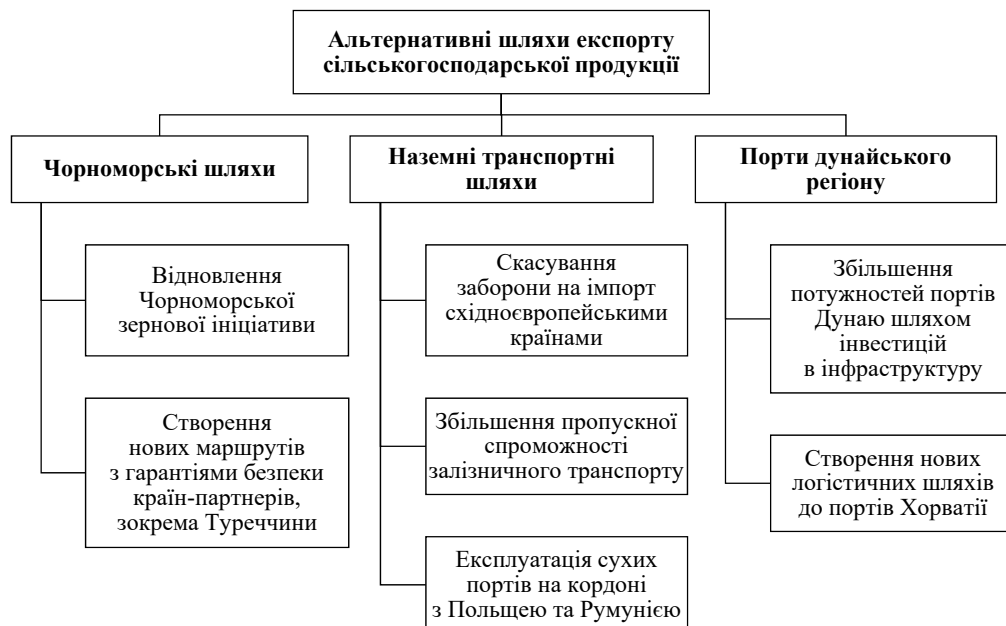 Альтернативні шляхи експорту
сільськогосподарської продукції
Чорноморські шляхи
Відновлення
Чорноморської
зернової ініціативи
Створення
нових маршрутів
з гарантіями безпеки
країн-партнерів,
зокрема Туреччини
Наземні транспортні
шляхи
Скасування
заборони на імпорт
східноєвропейськими
країнами
Збільшення пропускної
спроможності
залізничного транспорту
Експлуатація сухих
портів на кордоні
з Польщею та Румунією
Порти дунайського
регіону
Збільшення
потужностей портів
Дунаю шляхом
інвестицій
в інфраструктуру
Створення нових
логістичних шляхів
до портів Хорватії